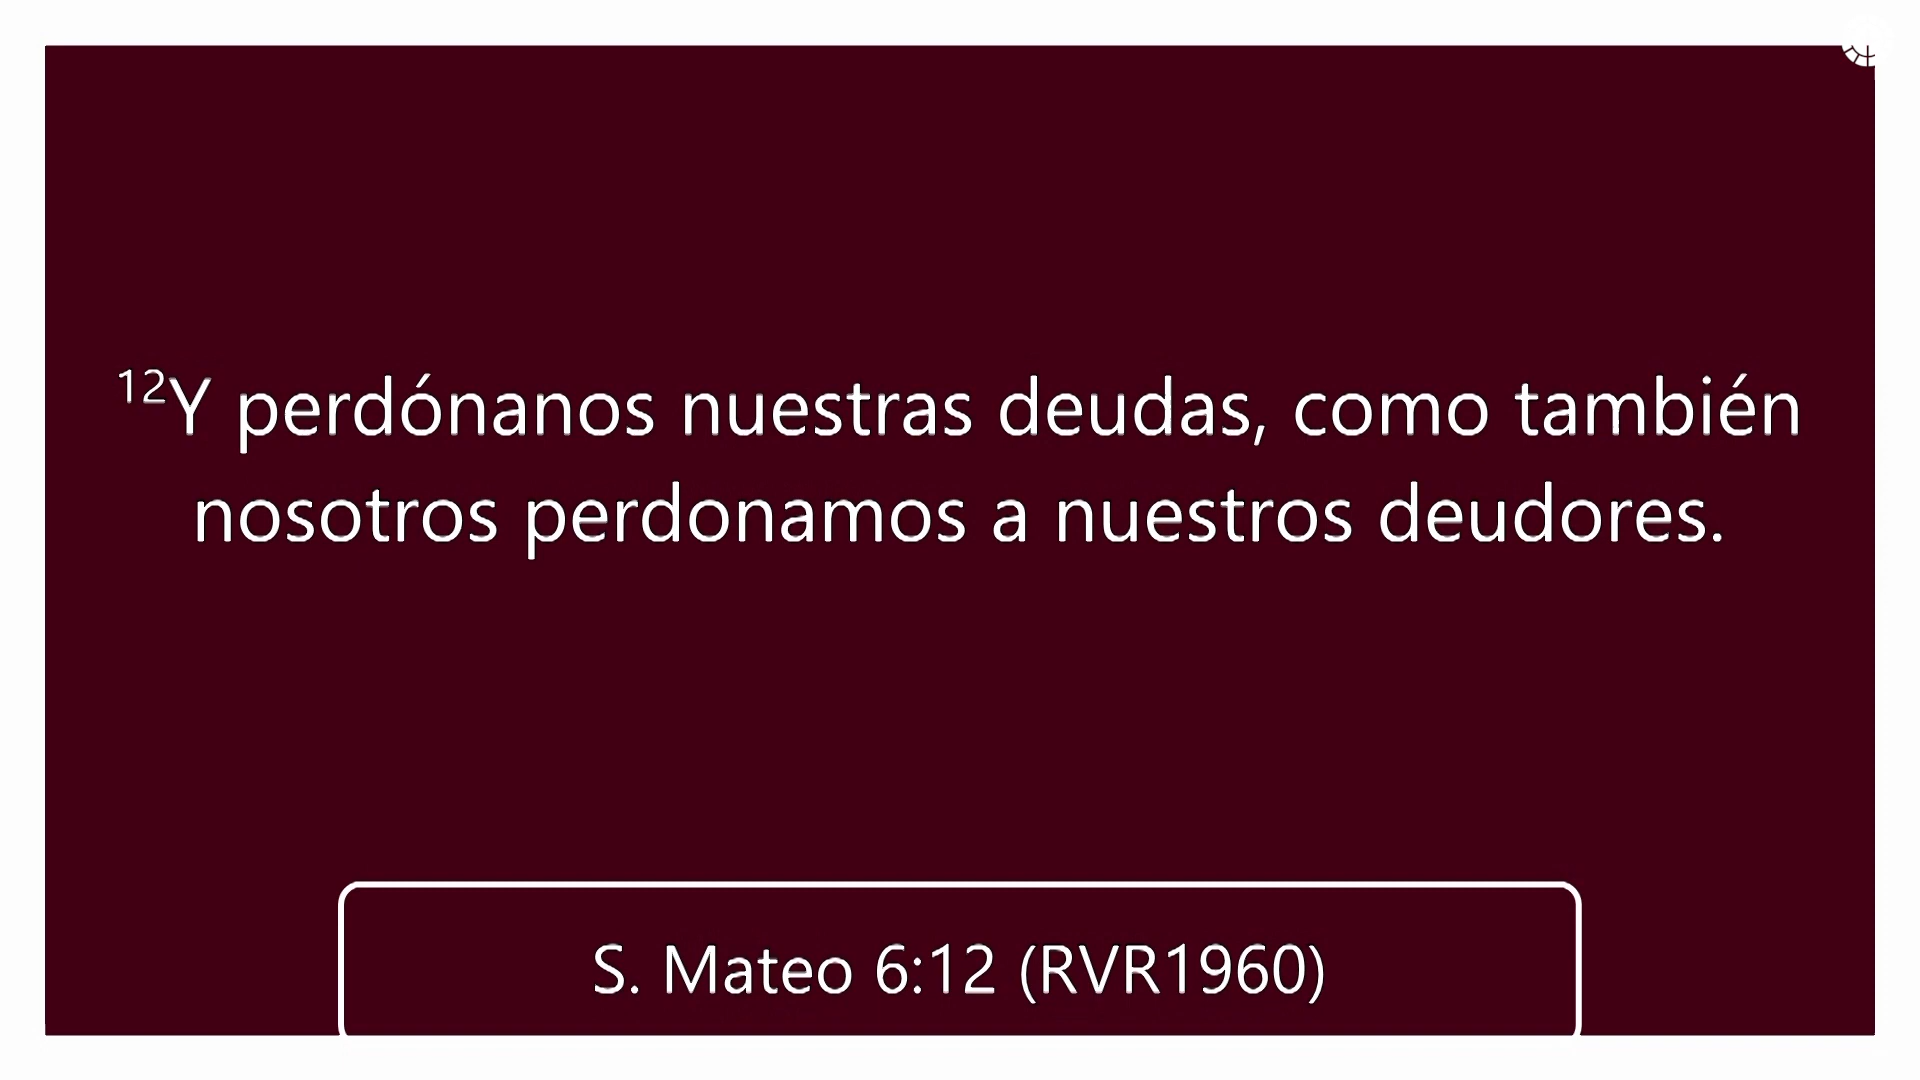 ¹²Y perdónanos nuestras deudas, como también
nosotros perdonamos a nuestros deudores.
S. Mateo 6:12 (RVR1960)